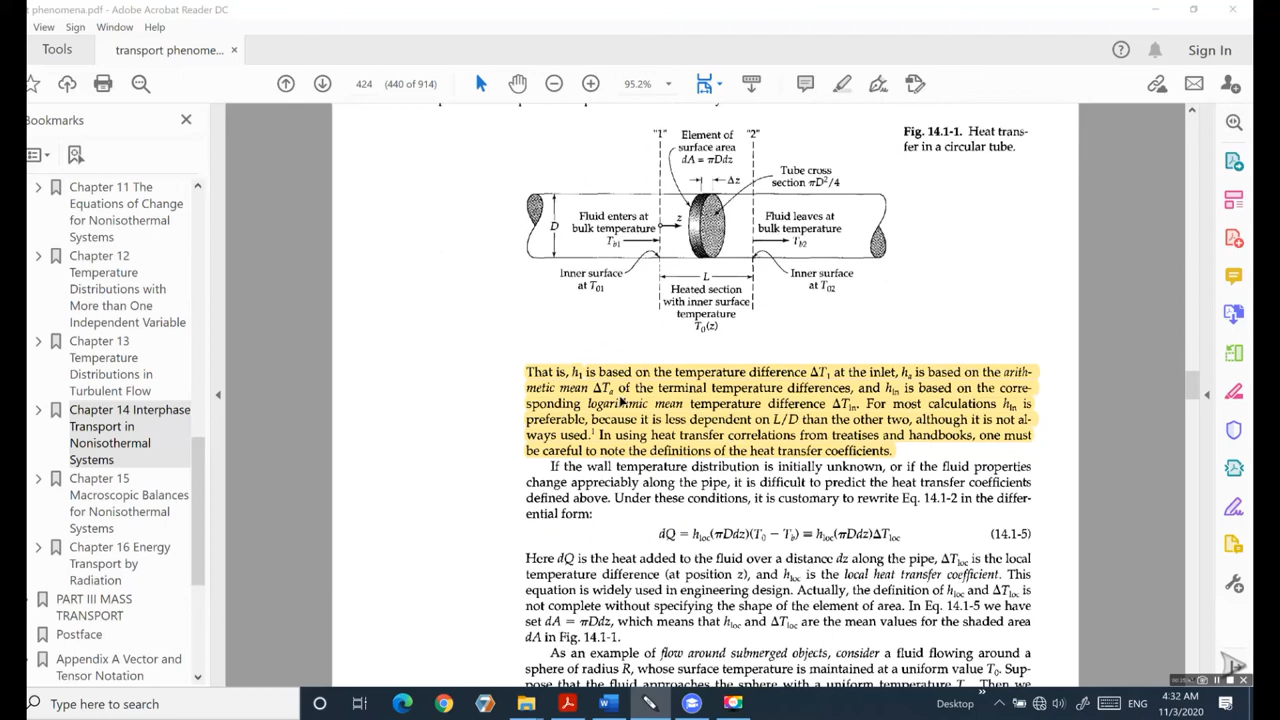 t phenomena.pdf - Adobe Acrobat Reader DC
View Sign Window Help
Tools
transport phenome... ×
Sign In
424 (440 of 914)
95.2%
Bookmarks
Chapter 11 The
Equations of Change
for Nonisothermal
Systems
Chapter 12
Temperature
Distributions with
More than One
Independent Variable
Chapter 13
Temperature
Distributions in
Turbulent Flow
Chapter 14 Interphase
Transport in
Nonisothermal
Systems
Chapter 15
Macroscopic Balances
for Nonisothermal
Systems
Chapter 16 Energy
Transport by
Radiation
PART III MASS
TRANSPORT
Postface
Appendix A Vector and
Tensor Notation
"1" Element of "2"
surface area
dA = πDdz
Δz
Tube cross
section πD²/4
Fig. 14.1-1. Heat trans-
fer in a circular tube.
D
Fluid enters at
bulk temperature
T_b1
z
Fluid leaves at
bulk temperature
T_b2
Inner surface
at T_01
L
Inner surface
at T_02
Heated section
with inner surface
temperature
T_0(z)
That is, h_1 is based on the temperature difference ΔT_1 at the inlet, h_a is based on the arith-
metic mean ΔT_a of the terminal temperature differences, and h_ln is based on the corre-
sponding logarithmic mean temperature difference ΔT_ln. For most calculations h_ln is
preferable, because it is less dependent on L/D than the other two, although it is not al-
ways used.¹ In using heat transfer correlations from treatises and handbooks, one must
be careful to note the definitions of the heat transfer coefficients.
If the wall temperature distribution is initially unknown, or if the fluid properties
change appreciably along the pipe, it is difficult to predict the heat transfer coefficients
defined above. Under these conditions, it is customary to rewrite Eq. 14.1-2 in the differ-
ential form:
dQ = h_loc(πDdz)(T_0 − T_b) ≡ h_loc(πDdz)ΔT_loc (14.1-5)
Here dQ is the heat added to the fluid over a distance dz along the pipe, ΔT_loc is the local
temperature difference (at position z), and h_loc is the local heat transfer coefficient. This
equation is widely used in engineering design. Actually, the definition of h_loc and ΔT_loc is
not complete without specifying the shape of the element of area. In Eq. 14.1-5 we have
set dA = πDdz, which means that h_loc and ΔT_loc are the mean values for the shaded area
dA in Fig. 14.1-1.
As an example of flow around submerged objects, consider a fluid flowing around a
sphere of radius R, whose surface temperature is maintained at a uniform value T_0. Sup-
pose that the fluid approaches the sphere with a uniform temperature T Then we
Type here to search
Desktop
ENG
4:32 AM
11/3/2020